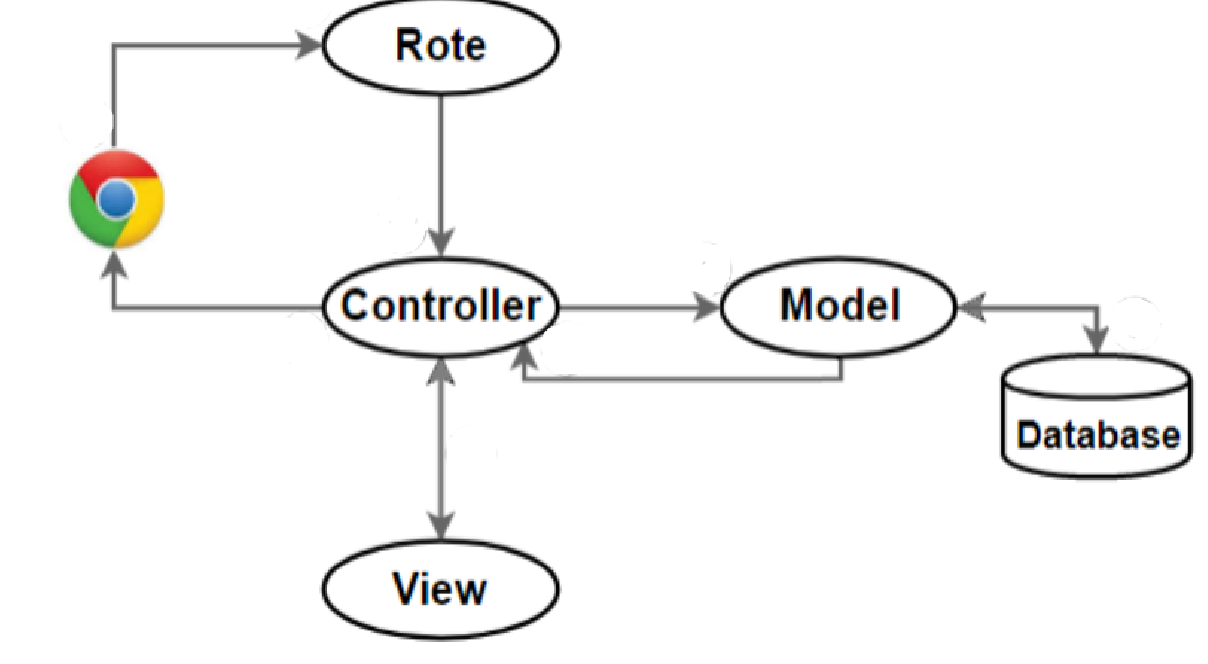 Rote
Controller
Model
Database
View